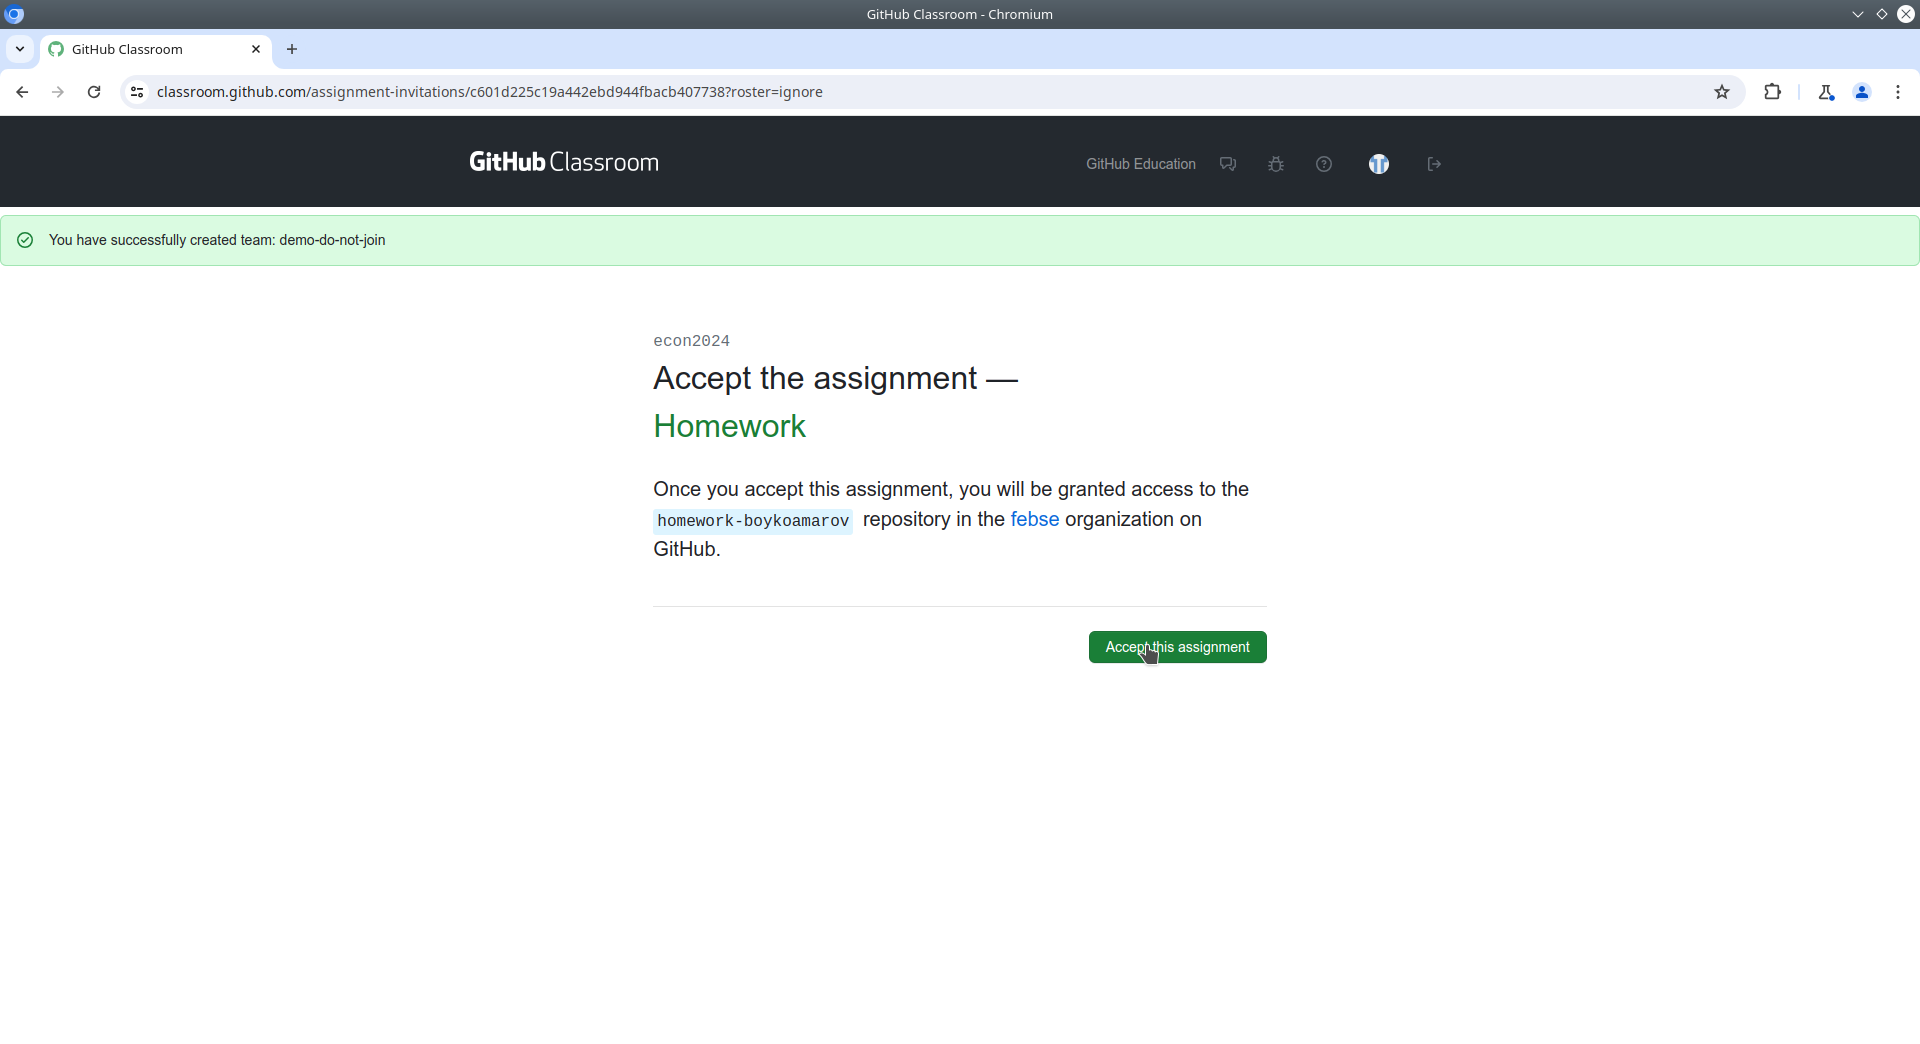 GitHub Classroom - Chromium
GitHub Classroom
classroom.github.com/assignment-invitations/c601d225c19a442ebd944fbacb407738?roster=ignore
GitHub Classroom
GitHub Education
You have successfully created team: demo-do-not-join
econ2024
Accept the assignment —
Homework
Once you accept this assignment, you will be granted access to the
homework-boykoamarov repository in the febse organization on
GitHub.
Accept this assignment